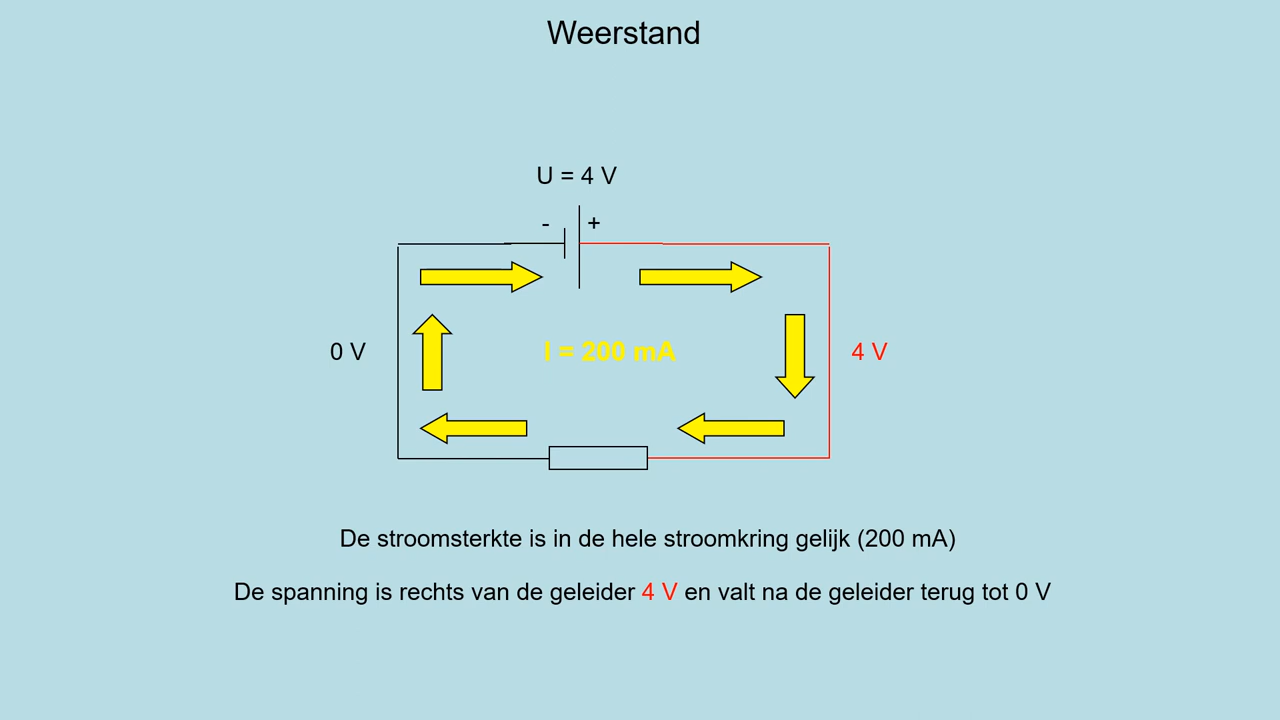 Weerstand
U = 4 V
- +
0 V
I = 200 mA
4 V
De stroomsterkte is in de hele stroomkring gelijk (200 mA)
De spanning is rechts van de geleider 4 V en valt na de geleider terug tot 0 V